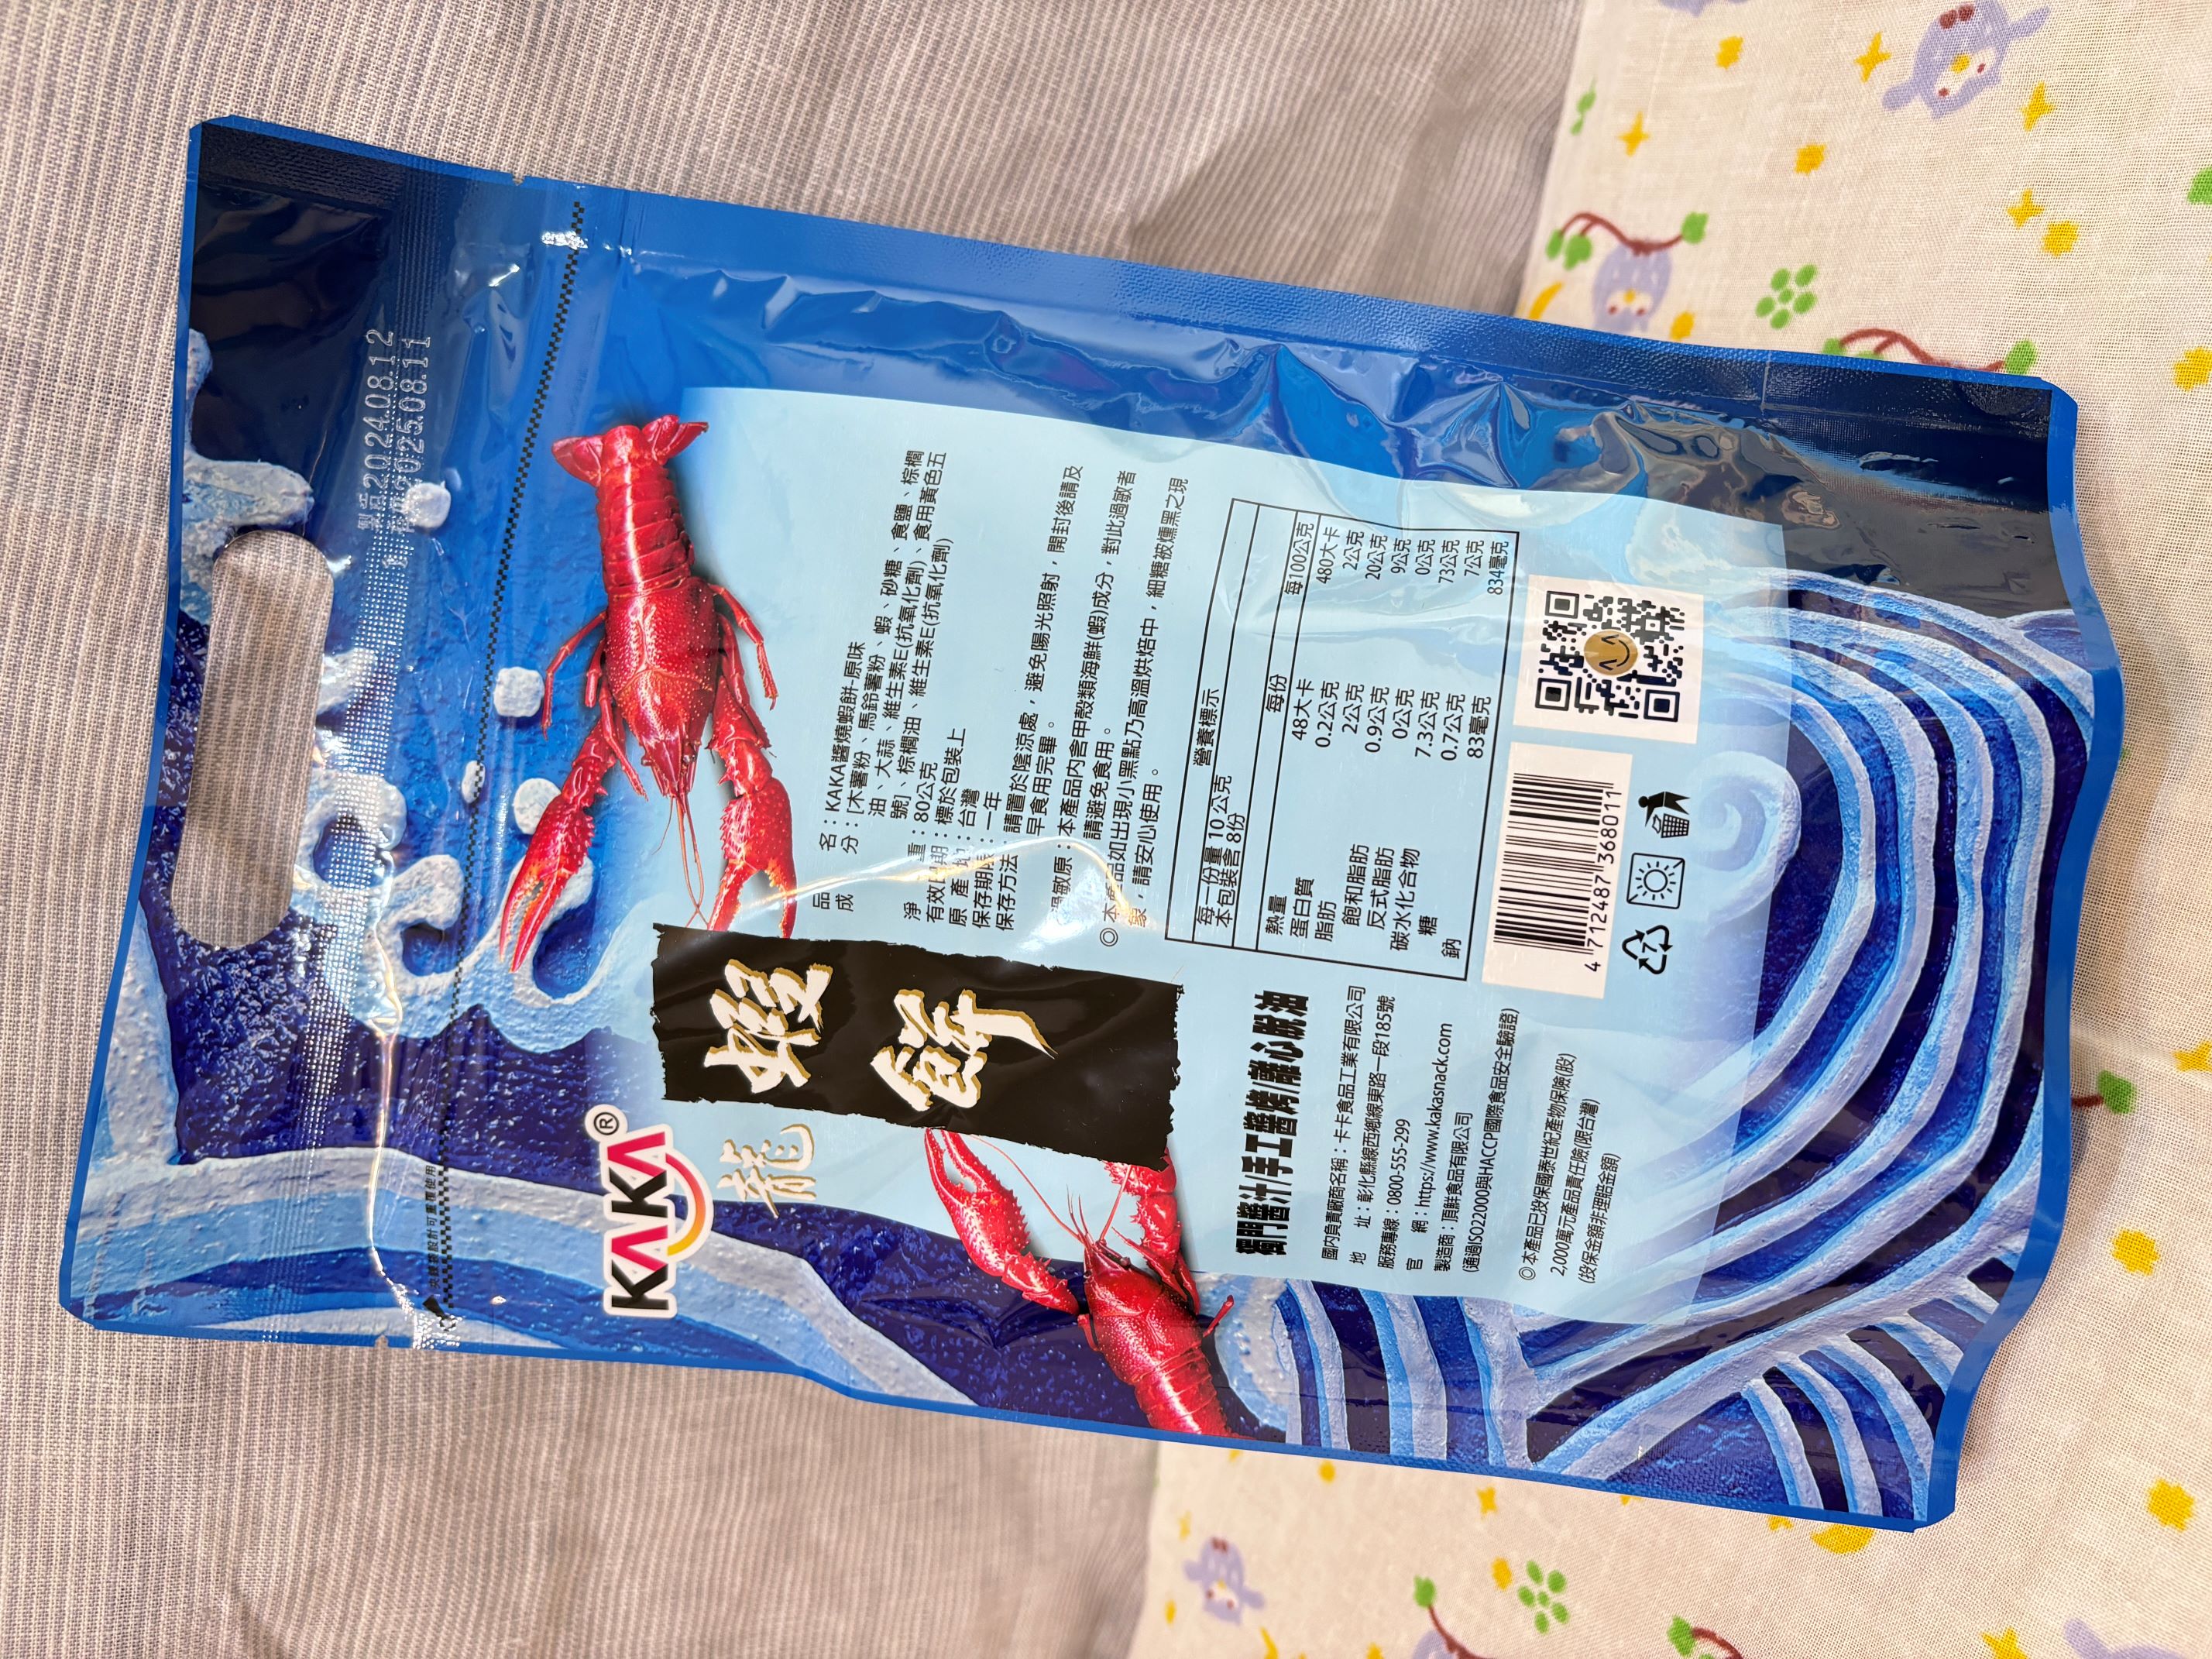 製造2024.08.12
有效2025.08.11
夾鏈設計可重複使用
KAKA®
龍
蝦餅
品名：KAKA醬燒蝦餅-原味
成分：[木薯粉、馬鈴薯粉、蝦、砂糖、食鹽、棕櫚
油、大蒜、維生素E(抗氧化劑)、食用黃色五
號]、棕櫚油、維生素E(抗氧化劑)
淨重：80公克
有效日期：標於包裝上
原產地：台灣
保存期限：一年
保存方法：請置於陰涼處，避免陽光照射，開封後請及
早食用完畢。
過敏原：本產品內含甲殼類海鮮(蝦)成分，對此過敏者
請避免食用。
◎本產品如出現小黑點乃高溫烘焙中，細糖被燻黑之現
象，請安心使用。
營養標示
每一份量 10公克
本包裝含 8份
每份 每100公克
熱量 48大卡 480大卡
蛋白質 0.2公克 2公克
脂肪 2公克 20公克
飽和脂肪 0.9公克 9公克
反式脂肪 0公克 0公克
碳水化合物 7.3公克 73公克
糖 0.7公克 7公克
鈉 83毫克 834毫克
4 712487 368011
獨門醬汁/手工醬烤/離心脫油
國內負責廠商名稱：卡卡食品工業有限公司
地址：彰化縣線西鄉線東路一段185號
服務專線：0800-555-299
官網：https://www.kakasnack.com
製造商：頂鮮食品有限公司
(通過ISO22000與HACCP國際食品安全驗證)
◎本產品已投保國泰世紀產物保險(股)
2,000萬元產品責任險(限台灣)
(投保金額非理賠金額)